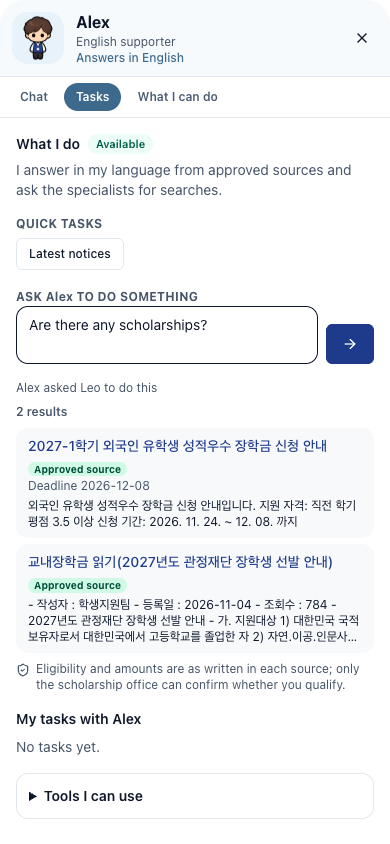 Alex
English supporter
Answers in English
Chat
Tasks
What I can do
What I do
Available
I answer in my language from approved sources and
ask the specialists for searches.
QUICK TASKS
Latest notices
ASK Alex TO DO SOMETHING
Are there any scholarships?
Alex asked Leo to do this
2 results
2027-1학기 외국인 유학생 성적우수 장학금 신청 안내
Approved source
Deadline 2026-12-08
외국인 유학생 성적우수 장학금 신청 안내입니다. 지원 자격: 직전 학기
평점 3.5 이상 신청 기간: 2026. 11. 24. ~ 12. 08. 까지
교내장학금 읽기(2027년도 관정재단 장학생 선발 안내)
Approved source
- 작성자 : 학생지원팀 - 등록일 : 2026-11-04 - 조회수 : 784 -
2027년도 관정재단 장학생 선발 안내 - 가. 지원대상 1) 대한민국 국적
보유자로서 대한민국에서 고등학교를 졸업한 자 2) 자연.이공.인문사...
Eligibility and amounts are as written in each source; only
the scholarship office can confirm whether you qualify.
My tasks with Alex
No tasks yet.
Tools I can use